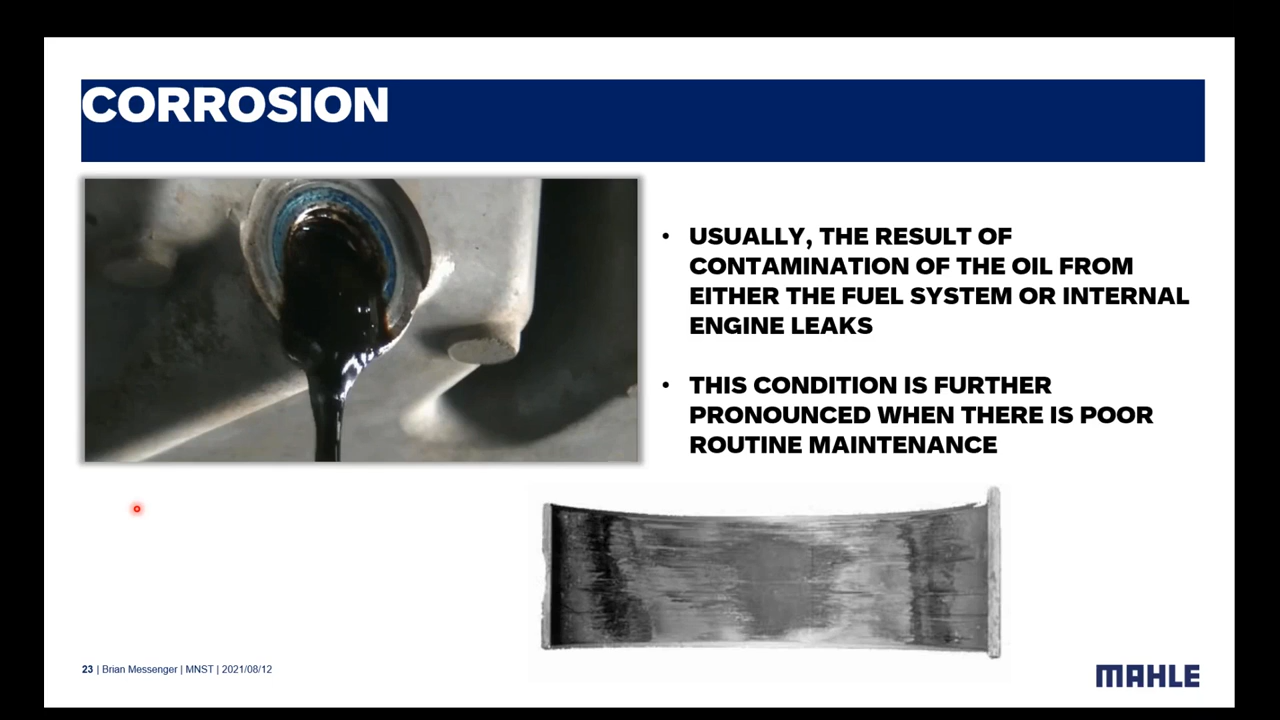 CORROSION
• USUALLY, THE RESULT OF
CONTAMINATION OF THE OIL FROM
EITHER THE FUEL SYSTEM OR INTERNAL
ENGINE LEAKS
• THIS CONDITION IS FURTHER
PRONOUNCED WHEN THERE IS POOR
ROUTINE MAINTENANCE
23 | Brian Messenger | MNST | 2021/08/12
MAHLE